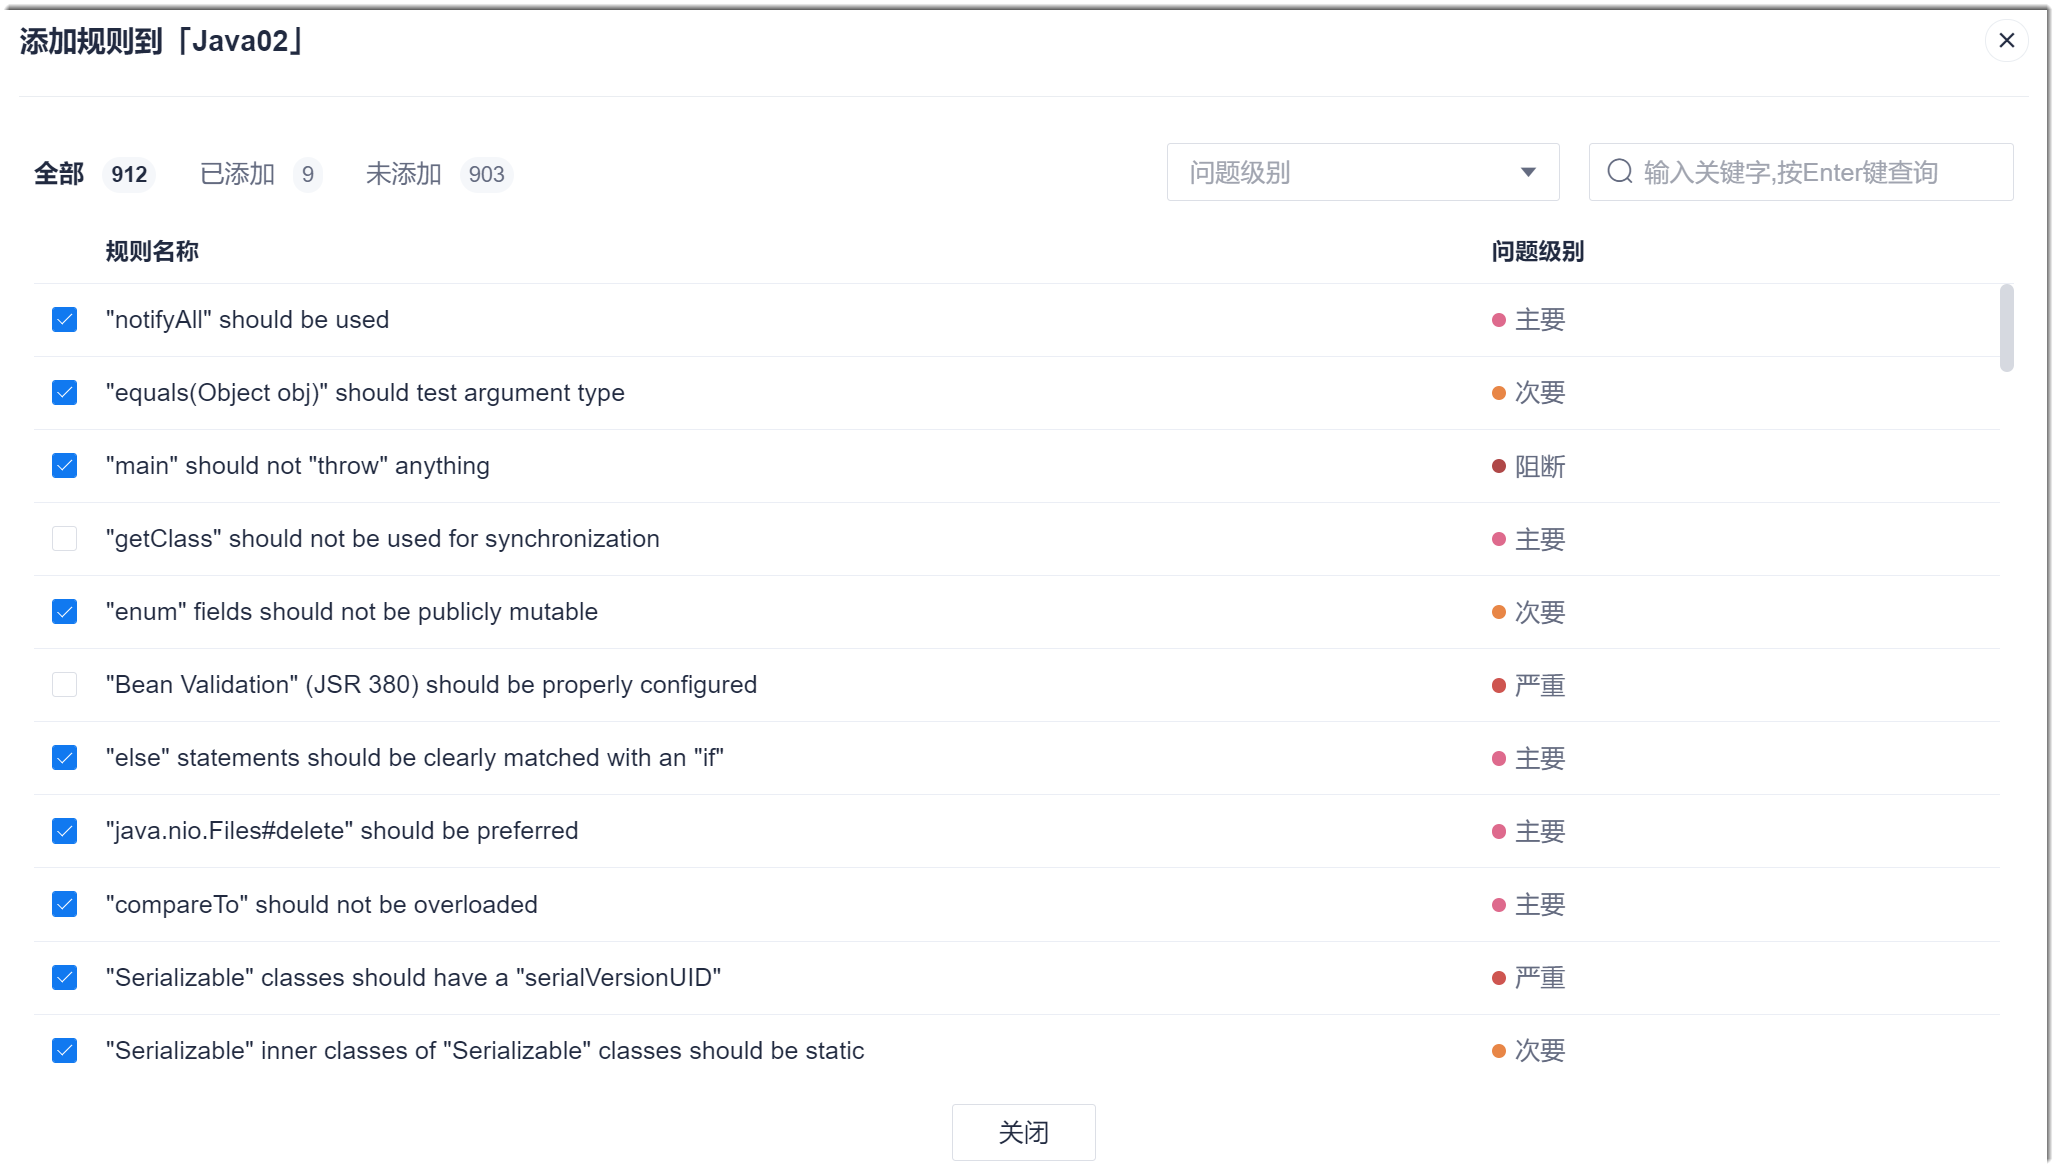 添加规则到「Java02」
全部 912 已添加 9 未添加 903 问题级别 输入关键字,按Enter键查询
规则名称 问题级别
"notifyAll" should be used 主要
"equals(Object obj)" should test argument type 次要
"main" should not "throw" anything 阻断
"getClass" should not be used for synchronization 主要
"enum" fields should not be publicly mutable 次要
"Bean Validation" (JSR 380) should be properly configured 严重
"else" statements should be clearly matched with an "if" 主要
"java.nio.Files#delete" should be preferred 主要
"compareTo" should not be overloaded 主要
"Serializable" classes should have a "serialVersionUID" 严重
"Serializable" inner classes of "Serializable" classes should be static 次要
关闭